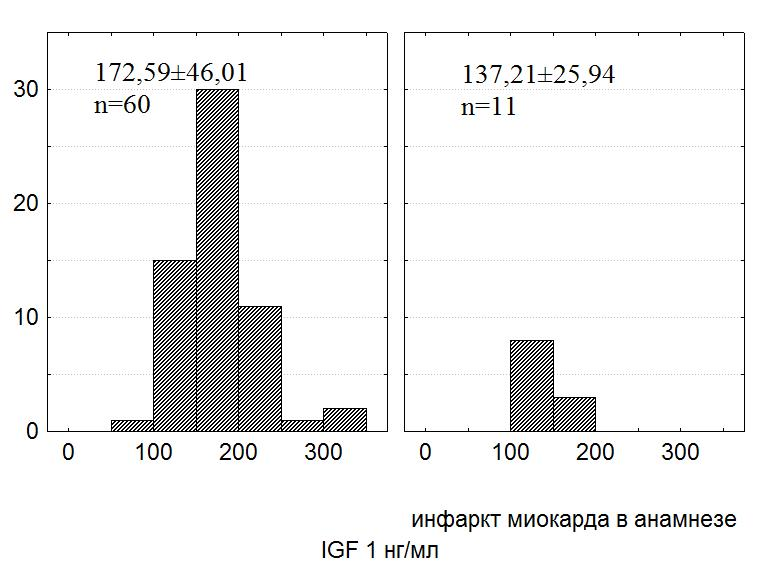 172,59±46,01
n=60
137,21±25,94
n=11
30
20
10
0
0 100 200 300
0 100 200 300
инфаркт миокарда в анамнезе
IGF 1 нг/мл